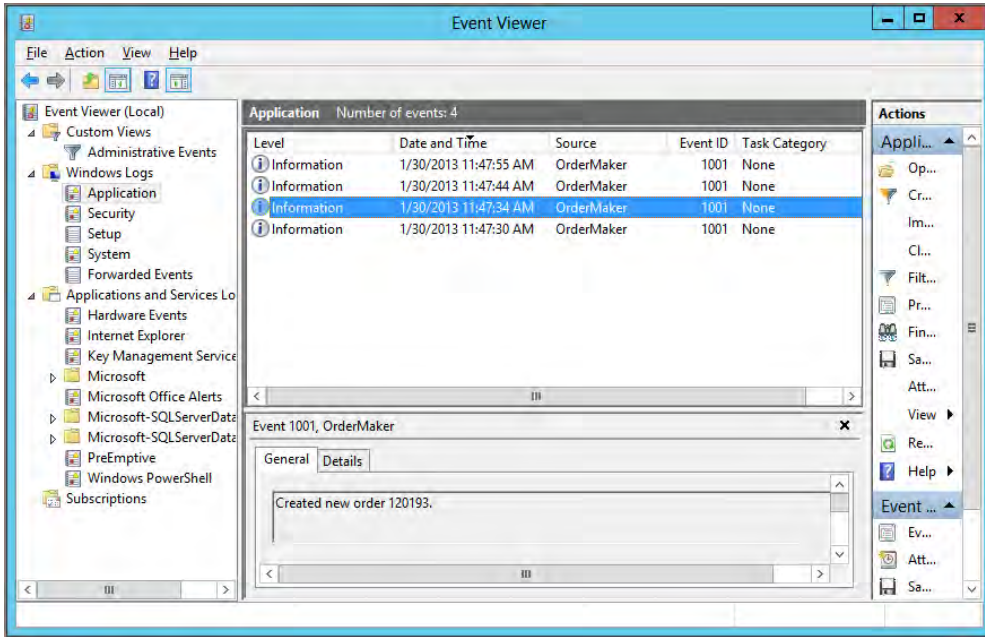 Event Viewer
File Action View Help
Event Viewer (Local)
Custom Views
Administrative Events
Windows Logs
Application
Security
Setup
System
Forwarded Events
Applications and Services Lo
Hardware Events
Internet Explorer
Key Management Service
Microsoft
Microsoft Office Alerts
Microsoft-SQLServerData
Microsoft-SQLServerData
PreEmptive
Windows PowerShell
Subscriptions
Application Number of events: 4
Level Date and Time Source Event ID Task Category
Information 1/30/2013 11:47:55 AM OrderMaker 1001 None
Information 1/30/2013 11:47:44 AM OrderMaker 1001 None
Information 1/30/2013 11:47:34 AM OrderMaker 1001 None
Information 1/30/2013 11:47:30 AM OrderMaker 1001 None
Event 1001, OrderMaker
General Details
Created new order 120193.
Actions
Appli...
Op...
Cr...
Im...
Cl...
Filt...
Pr...
Fin...
Sa...
Att...
View
Re...
Help
Event ...
Ev...
Att...
Sa...